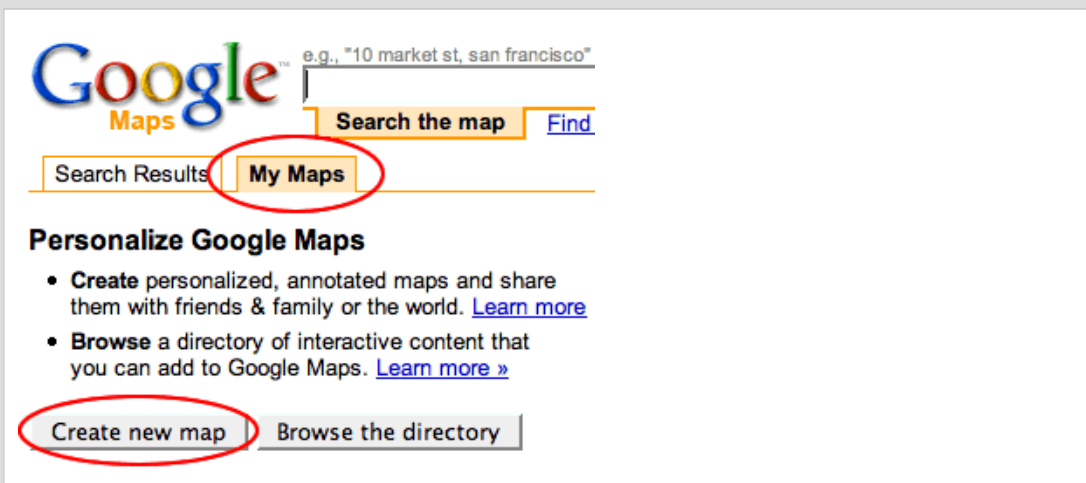 Google™
Maps
e.g., "10 market st, san francisco"
Search the map Find
Search Results My Maps
Personalize Google Maps
• Create personalized, annotated maps and share
them with friends & family or the world. Learn more
• Browse a directory of interactive content that
you can add to Google Maps. Learn more »
Create new map Browse the directory